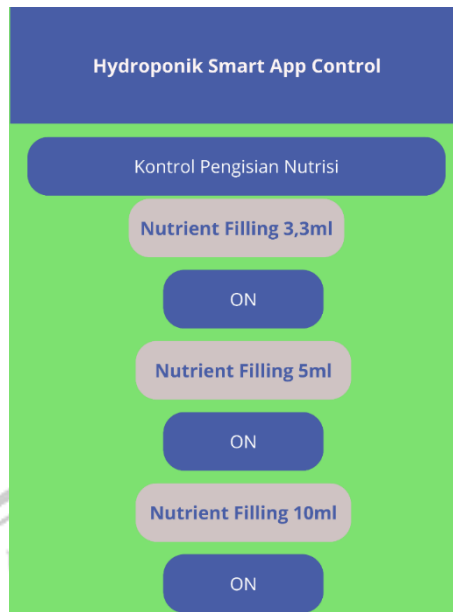 Hydroponik Smart App Control
Kontrol Pengisian Nutrisi
Nutrient Filling 3,3ml
ON
Nutrient Filling 5ml
ON
Nutrient Filling 10ml
ON